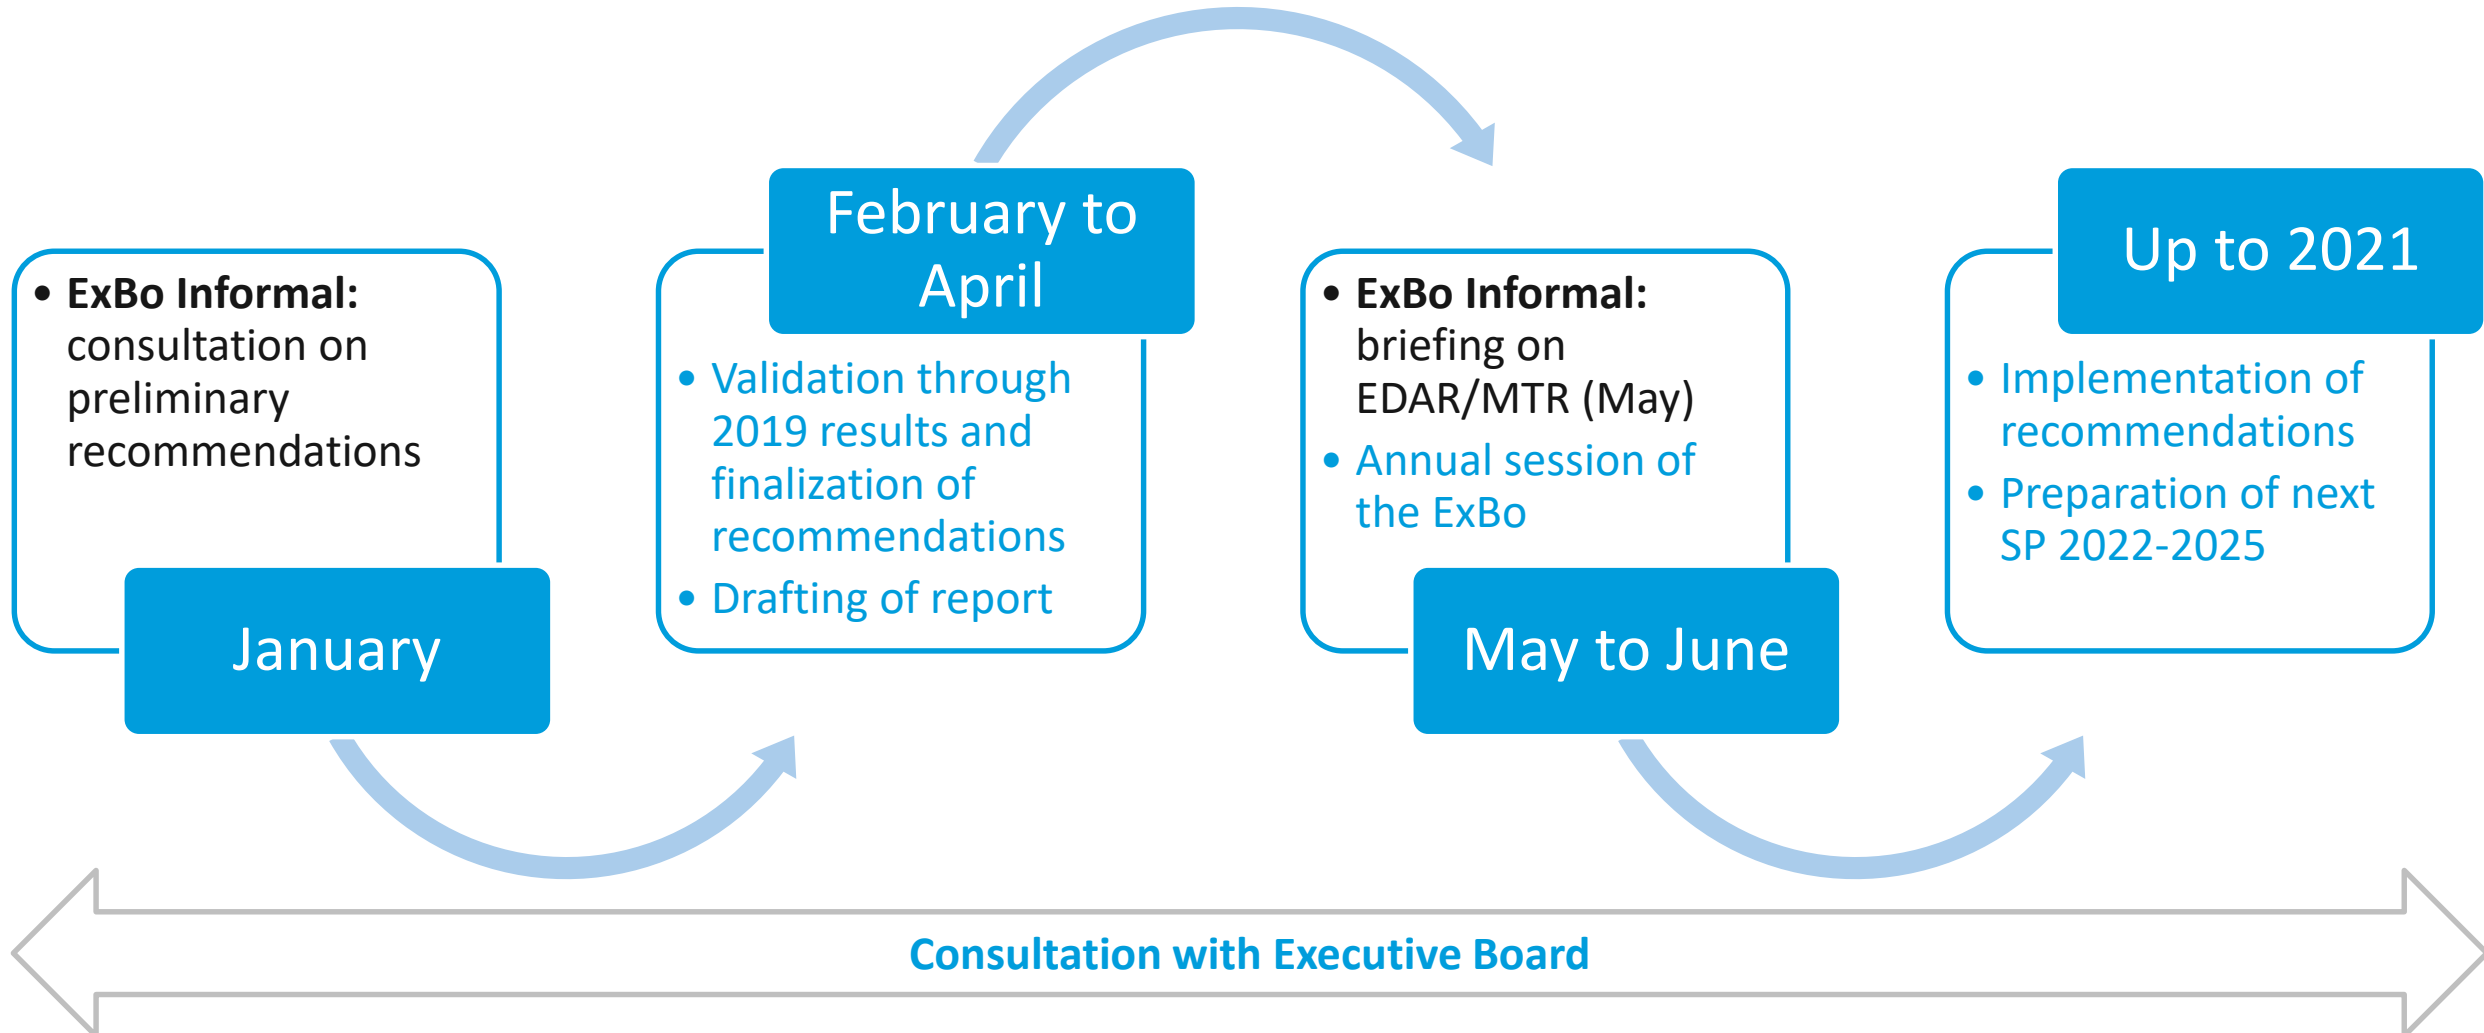 • ExBo Informal:
consultation on
preliminary
recommendations
January
February to
April
• Validation through
2019 results and
finalization of
recommendations
• Drafting of report
• ExBo Informal:
briefing on
EDAR/MTR (May)
• Annual session of
the ExBo
May to June
Up to 2021
• Implementation of
recommendations
• Preparation of next
SP 2022-2025
Consultation with Executive Board